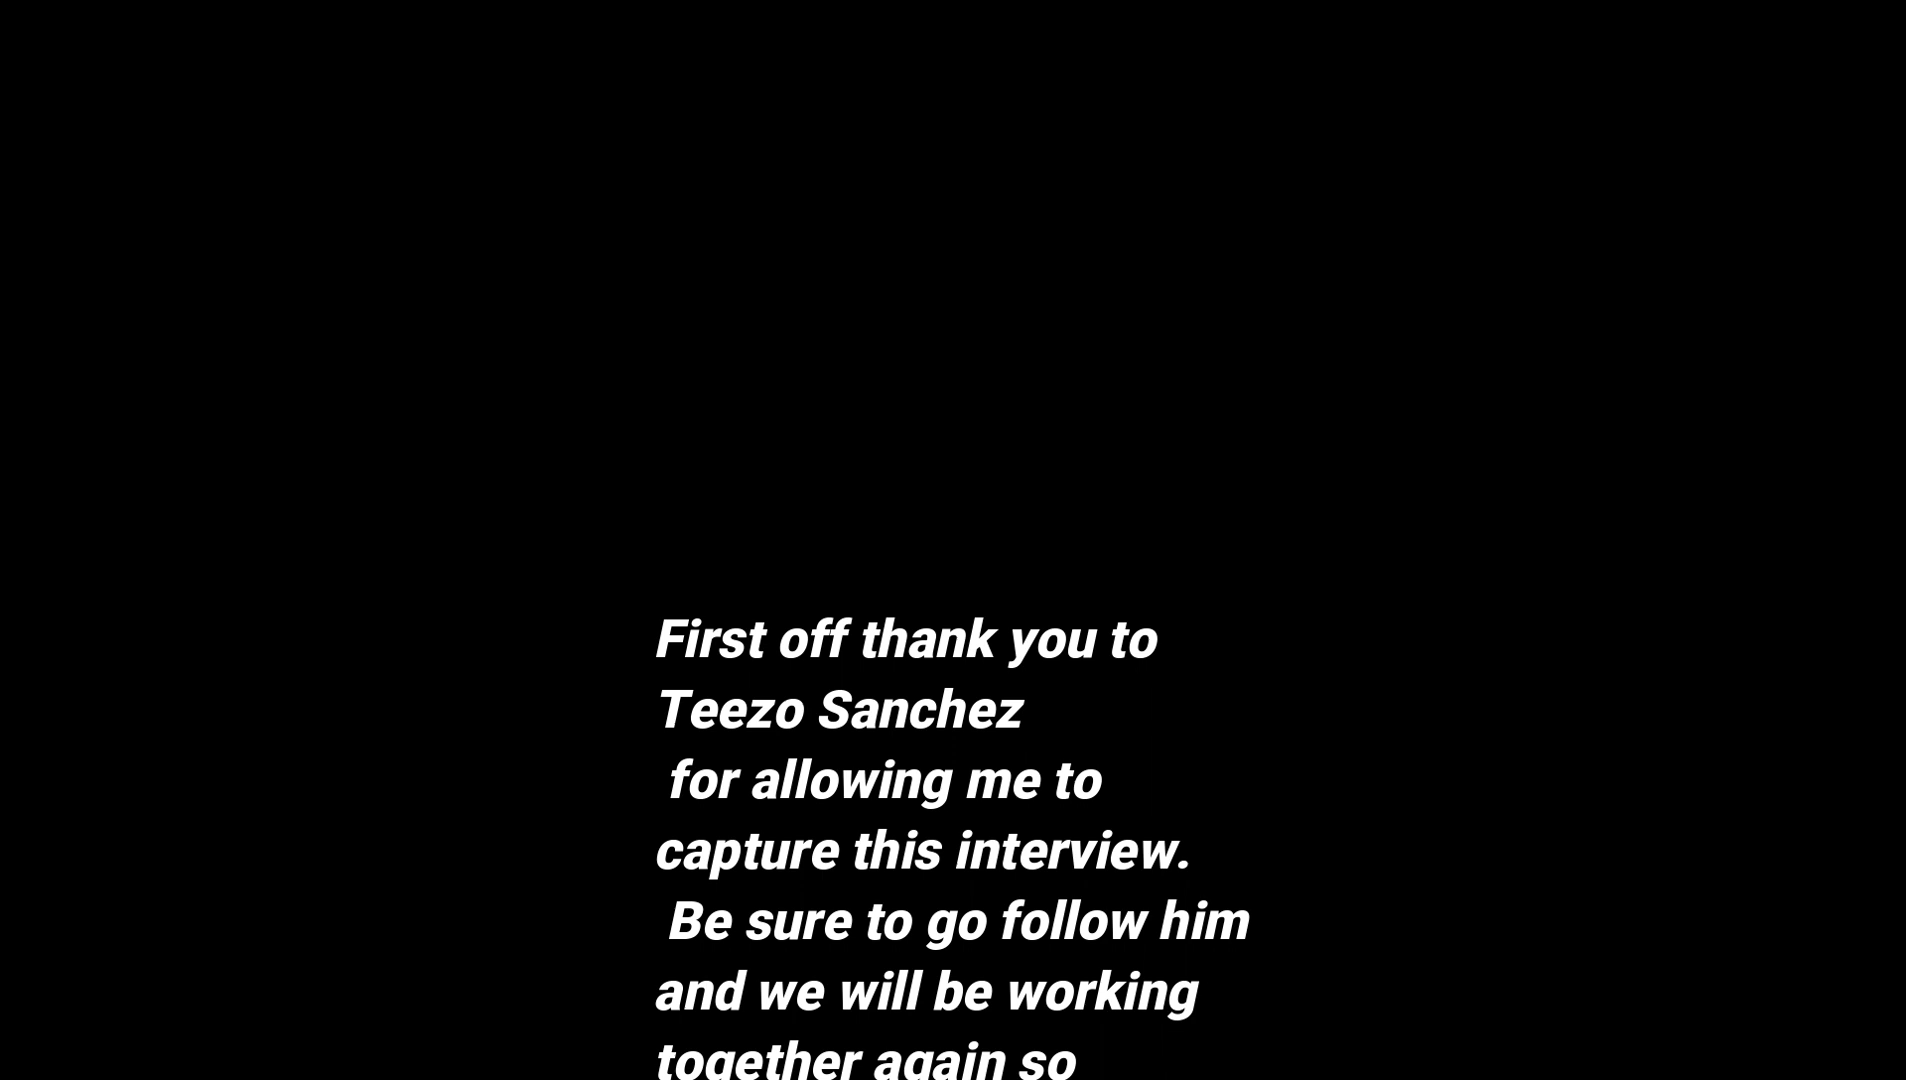 First off thank you to
Teezo Sanchez
for allowing me to
capture this interview.
Be sure to go follow him
and we will be working
together again so